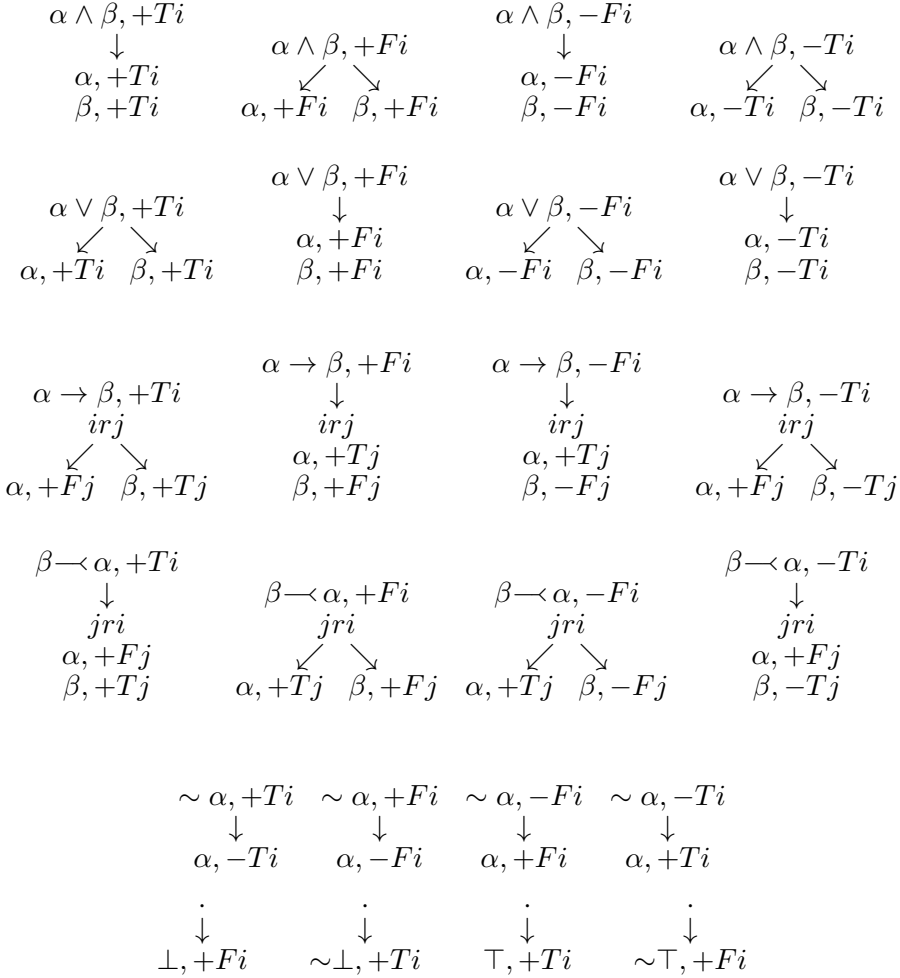 α ∧ β, +Ti
↓
α, +Ti
β, +Ti
α ∧ β, +Fi
↙ ↘
α, +Fi β, +Fi
α ∧ β, −Fi
↓
α, −Fi
β, −Fi
α ∧ β, −Ti
↙ ↘
α, −Ti β, −Ti
α ∨ β, +Ti
↙ ↘
α, +Ti β, +Ti
α ∨ β, +Fi
↓
α, +Fi
β, +Fi
α ∨ β, −Fi
↙ ↘
α, −Fi β, −Fi
α ∨ β, −Ti
↓
α, −Ti
β, −Ti
α → β, +Ti
irj
↙ ↘
α, +Fj β, +Tj
α → β, +Fi
↓
irj
α, +Tj
β, +Fj
α → β, −Fi
↓
irj
α, +Tj
β, −Fj
α → β, −Ti
irj
↙ ↘
α, +Fj β, −Tj
β ⤙ α, +Ti
↓
jri
α, +Fj
β, +Tj
β ⤙ α, +Fi
jri
↙ ↘
α, +Tj β, +Fj
β ⤙ α, −Fi
jri
↙ ↘
α, +Tj β, −Fj
β ⤙ α, −Ti
↓
jri
α, +Fj
β, −Tj
∼ α, +Ti
↓
α, −Ti
∼ α, +Fi
↓
α, −Fi
∼ α, −Fi
↓
α, +Fi
∼ α, −Ti
↓
α, +Ti
.
↓
⊥, +Fi
.
↓
∼⊥, +Ti
.
↓
⊤, +Ti
.
↓
∼⊤, +Fi